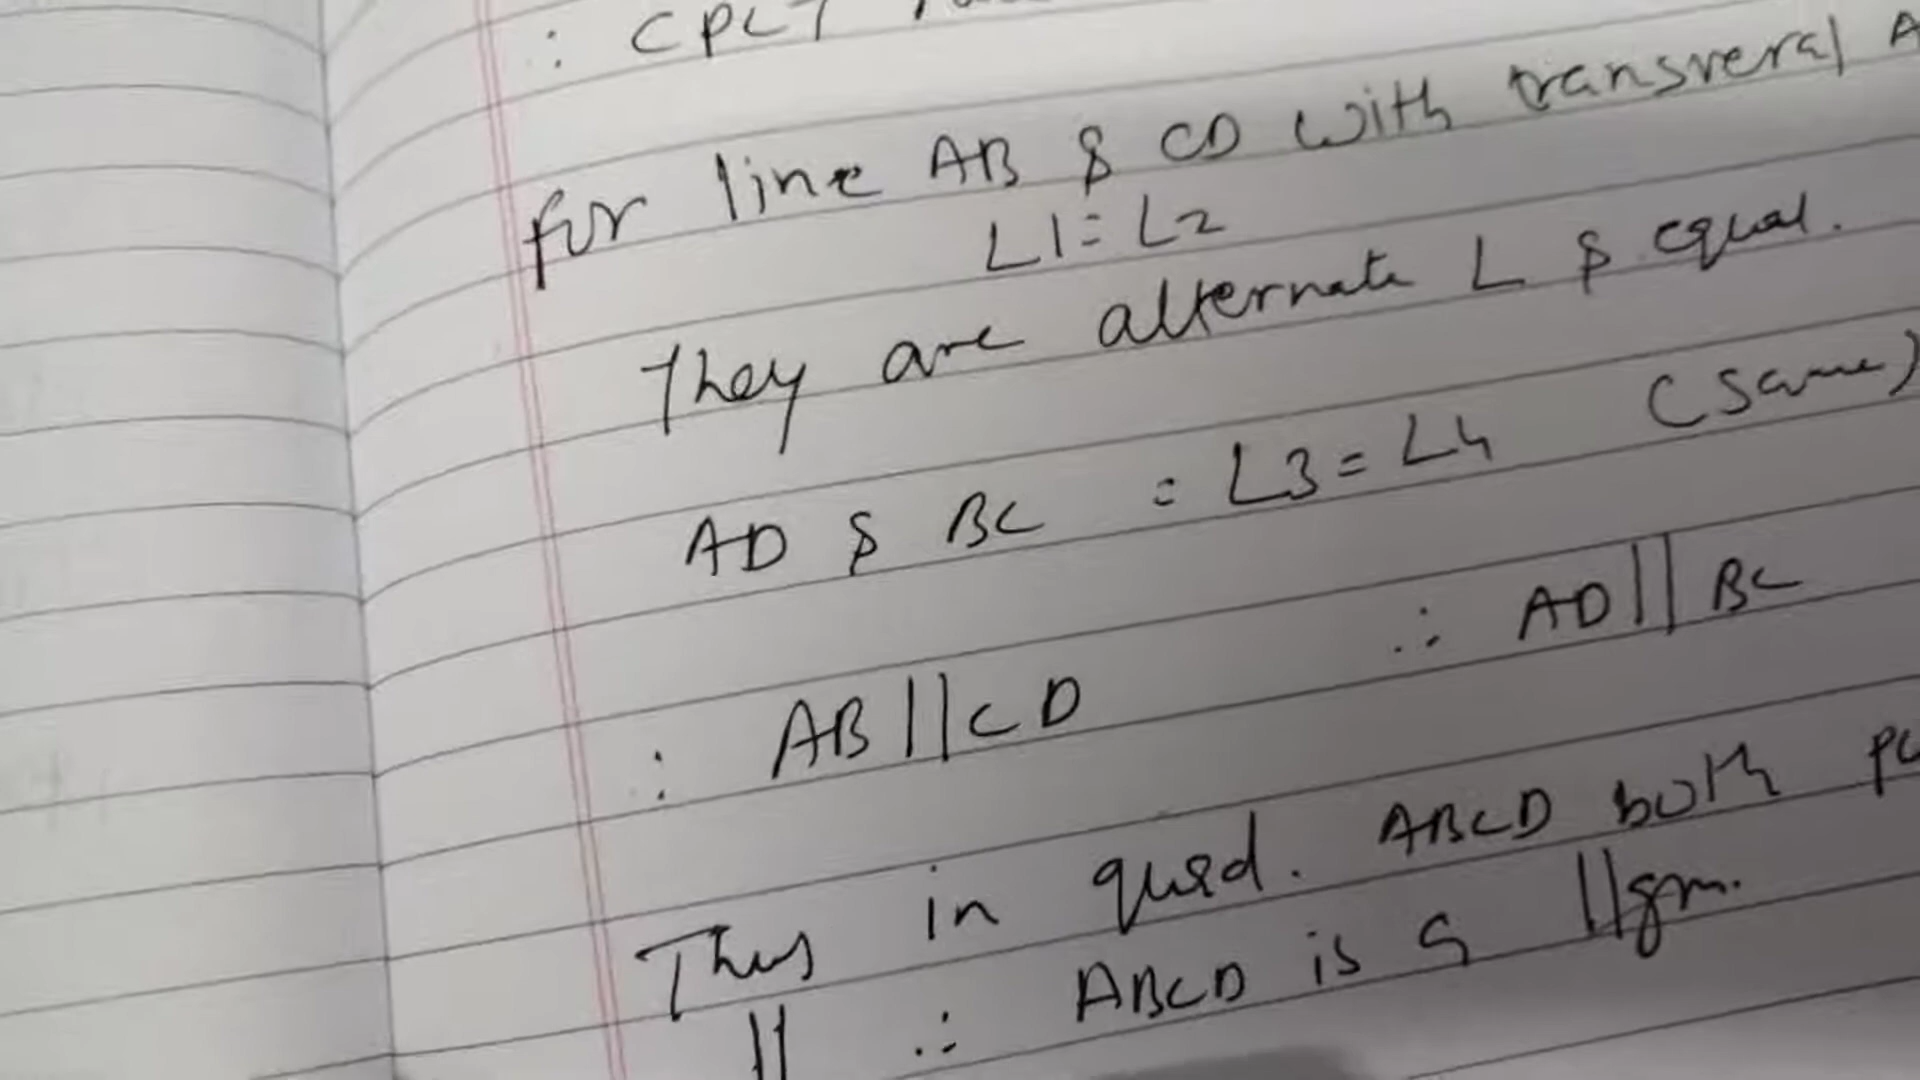 ∴ CPCT
for line AB & CD with transveral A
∠1=∠2
They are alternate ∠ & equal.
AD & BC = ∠3=∠4 (same)
∴ AD||BC
∴ AB||CD
Thus in quad. ABCD both
|| ∴ ABCD is a ||gm.